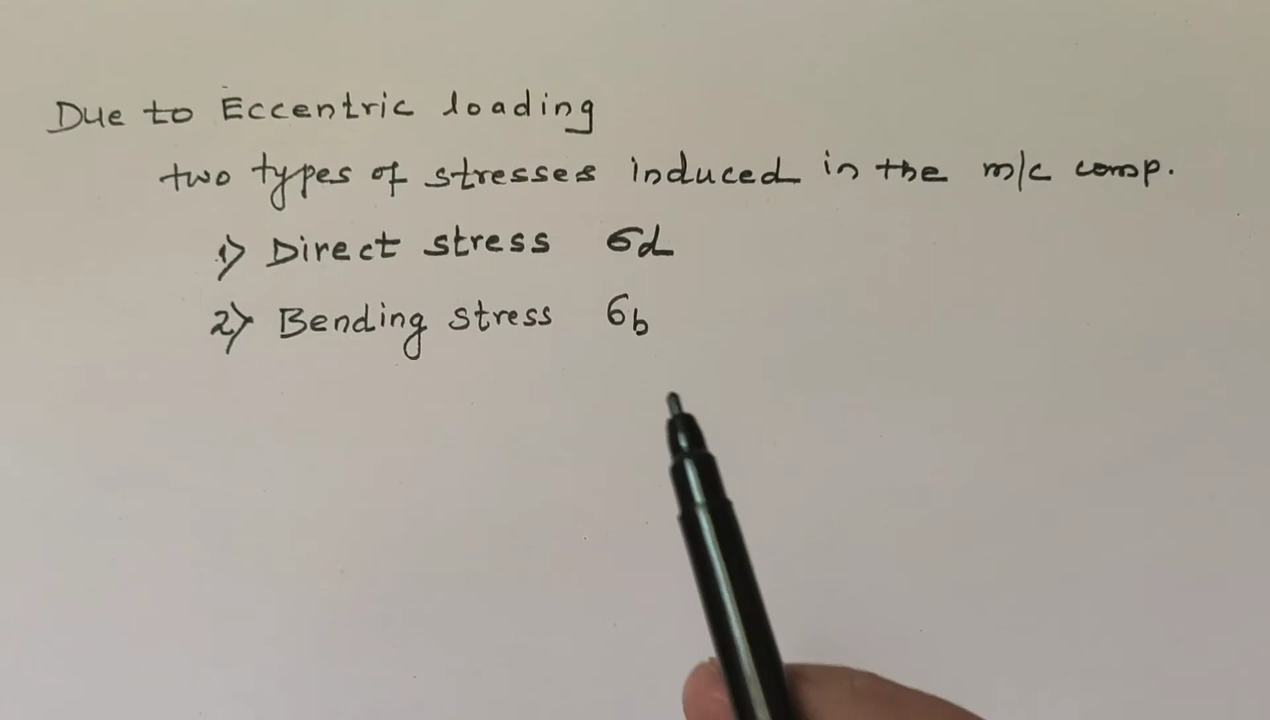 Due to Eccentric loading
two types of stresses induced in the m/c comp.
1) Direct stress σd
2) Bending stress σb